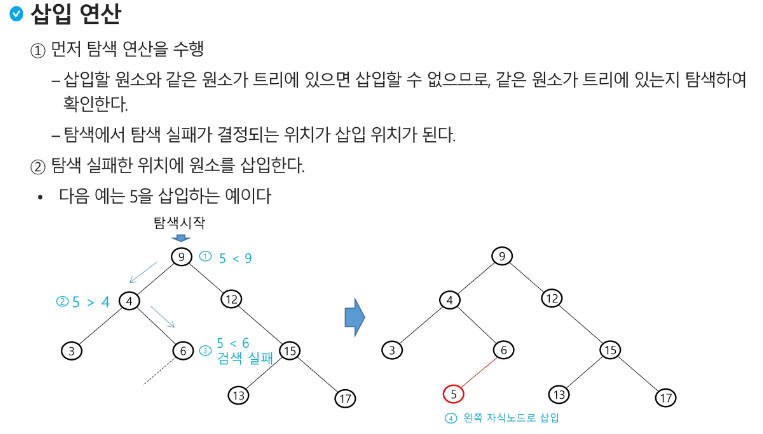 삽입 연산
① 먼저 탐색 연산을 수행
– 삽입할 원소와 같은 원소가 트리에 있으면 삽입할 수 없으므로, 같은 원소가 트리에 있는지 탐색하여
확인한다.
– 탐색에서 탐색 실패가 결정되는 위치가 삽입 위치가 된다.
② 탐색 실패한 위치에 원소를 삽입한다.
• 다음 예는 5을 삽입하는 예이다
탐색시작
9 ① 5 < 9
② 5 > 4 4 12
3 6 ③ 5 < 6
검색 실패 15
13 17
9
4 12
3 6 15
5 13 17
④ 왼쪽 자식노드로 삽입